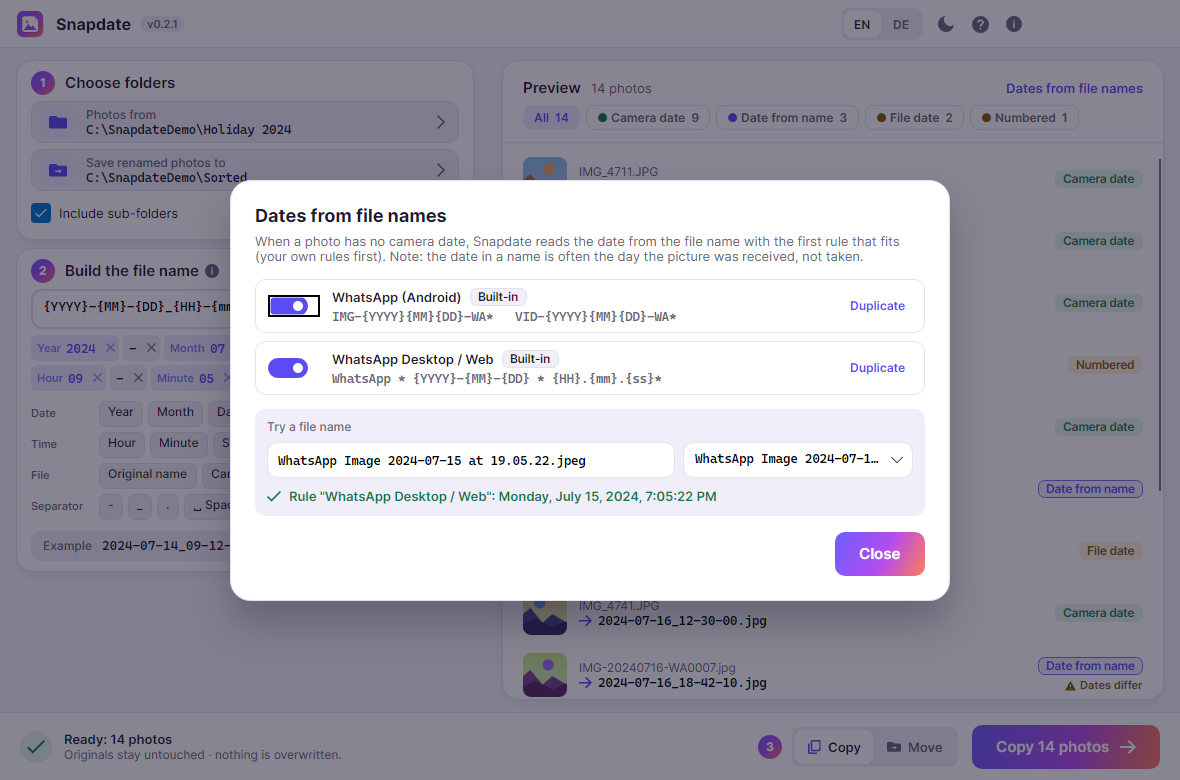 Snapdate v0.2.1
EN DE
1 Choose folders
Photos from
C:\SnapdateDemo\Holiday 2024
Save renamed photos to
C:\SnapdateDemo\Sorted
Include sub-folders
2 Build the file name
{YYYY}-{MM}-{DD}_{HH}-{mm
Year 2024 × - × Month 07
Hour 09 × - × Minute 05 ×
Date Year Month
Time Hour Minute
File Original name
Separator - _ .
Example 2024-07-14_09-12-
Preview 14 photos Dates from file names
All 14 Camera date 9 Date from name 3 File date 2 Numbered 1
IMG_4711.JPG
Camera date
Camera date
Camera date
Numbered
Camera date
Date from name
File date
Dates from file names
When a photo has no camera date, Snapdate reads the date from the file name with the first rule that fits
(your own rules first). Note: the date in a name is often the day the picture was received, not taken.
WhatsApp (Android) Built-in
IMG-{YYYY}{MM}{DD}-WA* VID-{YYYY}{MM}{DD}-WA*
Duplicate
WhatsApp Desktop / Web Built-in
WhatsApp * {YYYY}-{MM}-{DD} * {HH}.{mm}.{ss}*
Duplicate
Try a file name
WhatsApp Image 2024-07-15 at 19.05.22.jpeg
WhatsApp Image 2024-07-1…
Rule "WhatsApp Desktop / Web": Monday, July 15, 2024, 7:05:22 PM
Close
IMG_4741.JPG
→ 2024-07-16_12-30-00.jpg
Camera date
IMG-20240716-WA0007.jpg
→ 2024-07-16_18-42-10.jpg
Date from name
Dates differ
Ready: 14 photos
Originals stay untouched · nothing is overwritten.
3 Copy Move
Copy 14 photos →